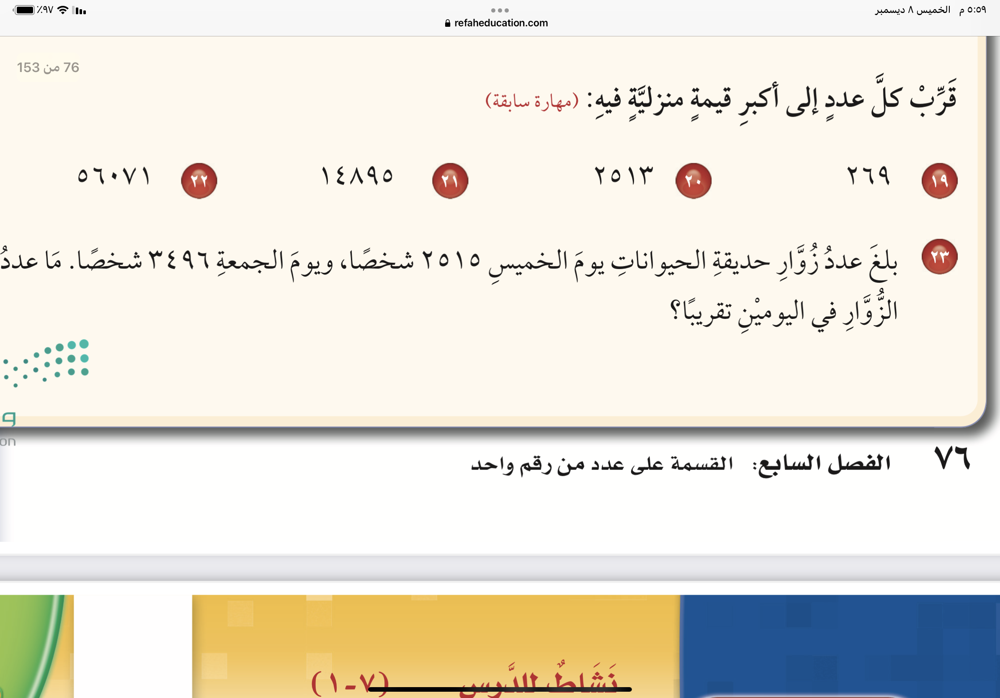 ٥:٥٩ م الخميس ٨ ديسمبر
٩٧٪
refaheducation.com
76 من 153
قَرِّبْ كلَّ عددٍ إلى أكبرِ قيمةٍ منزليَّةٍ فيهِ: (مهارة سابقة)
١٩ ٢٦٩ ٢٠ ٢٥١٣ ٢١ ١٤٨٩٥ ٢٢ ٥٦٠٧١
٢٣ بلغَ عددُ زُوَّارِ حديقةِ الحيواناتِ يومَ الخميسِ ٢٥١٥ شخصًا، ويومَ الجمعةِ ٣٤٩٦ شخصًا. مَا عددُ
الزُّوَّارِ في اليوميْنِ تقريبًا؟
on
٧٦ الفصل السابع: القسمة على عدد من رقم واحد
نَشَاطٌ للدَّرسِ (٧-١)